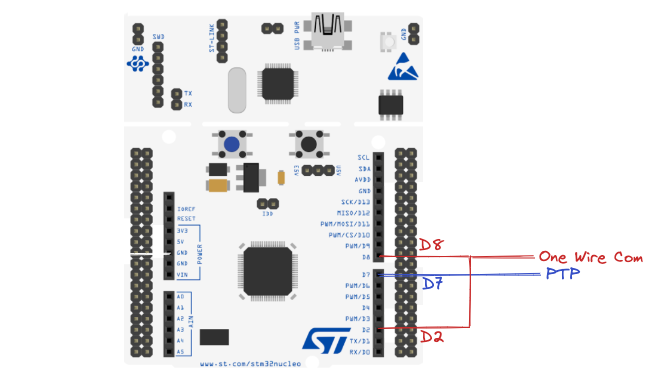 GND
SWD
ST-LINK
USB PWR
GND
TX
RX
E5V
U5V
IDD
IOREF
RESET
3V3
5V
GND
GND
VIN
POWER
A0
A1
A2
A3
A4
A5
AIN
SCL
SDA
AVDD
GND
SCK/D13
MISO/D12
PWM/MOSI/D11
PWM/CS/D10
PWM/D9
D8
D7
PWM/D6
PWM/D5
D4
PWM/D3
D2
TX/D1
RX/D0
D8
One Wire Com
D7
PTP
D2
ST
www.st.com/stm32nucleo